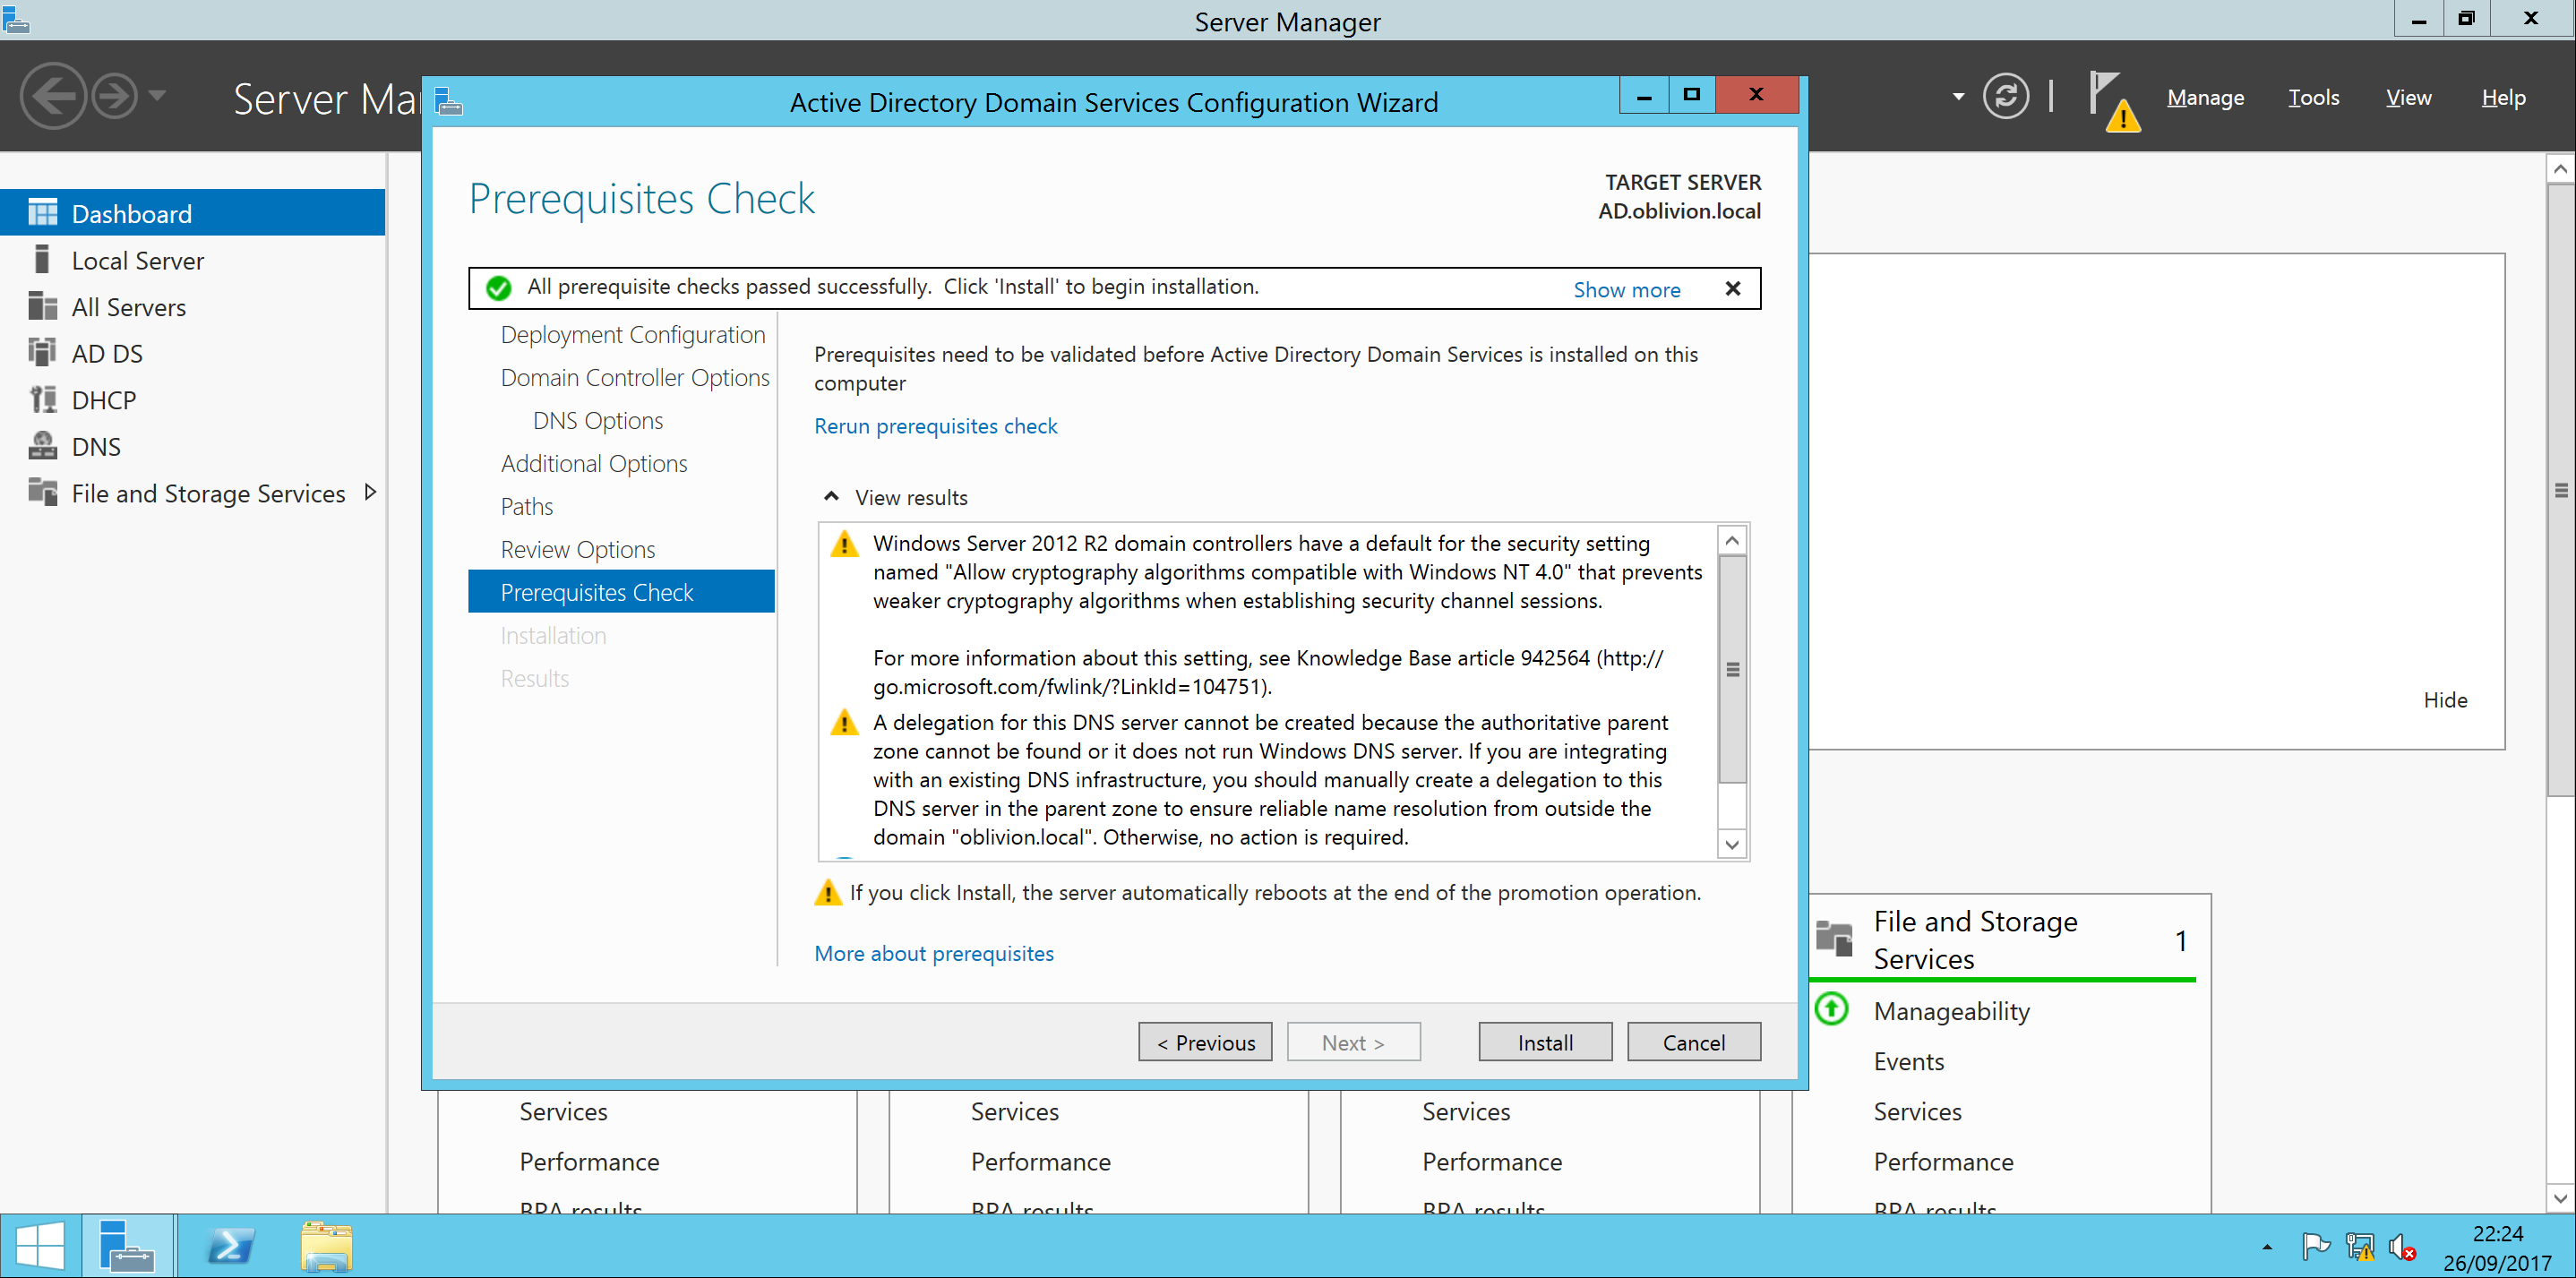 Server Manager
Server Ma
Manage
Tools
View
Help
Dashboard
Local Server
All Servers
AD DS
DHCP
DNS
File and Storage Services
Active Directory Domain Services Configuration Wizard
Prerequisites Check
TARGET SERVER
AD.oblivion.local
All prerequisite checks passed successfully.  Click 'Install' to begin installation.
Show more
Deployment Configuration
Domain Controller Options
DNS Options
Additional Options
Paths
Review Options
Prerequisites Check
Installation
Results
Prerequisites need to be validated before Active Directory Domain Services is installed on this
computer
Rerun prerequisites check
View results
Windows Server 2012 R2 domain controllers have a default for the security setting
named "Allow cryptography algorithms compatible with Windows NT 4.0" that prevents
weaker cryptography algorithms when establishing security channel sessions.
For more information about this setting, see Knowledge Base article 942564 (http://
go.microsoft.com/fwlink/?LinkId=104751).
A delegation for this DNS server cannot be created because the authoritative parent
zone cannot be found or it does not run Windows DNS server. If you are integrating
with an existing DNS infrastructure, you should manually create a delegation to this
DNS server in the parent zone to ensure reliable name resolution from outside the
domain "oblivion.local". Otherwise, no action is required.
If you click Install, the server automatically reboots at the end of the promotion operation.
More about prerequisites
< Previous
Next >
Install
Cancel
Hide
File and Storage
Services
1
Manageability
Events
Services
Performance
BPA results
Services
Performance
BPA results
Services
Performance
BPA results
Services
Performance
BPA results
22:24
26/09/2017